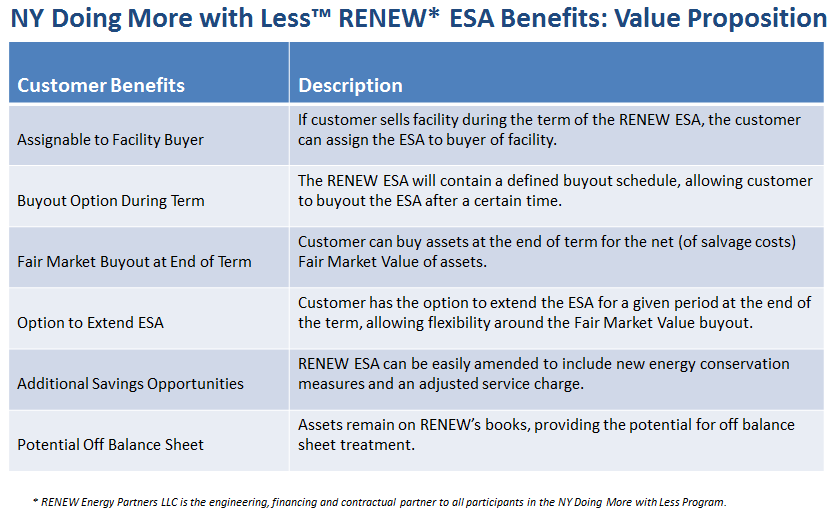 NY Doing More with Less™ RENEW* ESA Benefits: Value Proposition
Customer Benefits
Description
Assignable to Facility Buyer
If customer sells facility during the term of the RENEW ESA, the customer
can assign the ESA to buyer of facility.
Buyout Option During Term
The RENEW ESA will contain a defined buyout schedule, allowing customer
to buyout the ESA after a certain time.
Fair Market Buyout at End of Term
Customer can buy assets at the end of term for the net (of salvage costs)
Fair Market Value of assets.
Option to Extend ESA
Customer has the option to extend the ESA for a given period at the end of
the term, allowing flexibility around the Fair Market Value buyout.
Additional Savings Opportunities
RENEW ESA can be easily amended to include new energy conservation
measures and an adjusted service charge.
Potential Off Balance Sheet
Assets remain on RENEW’s books, providing the potential for off balance
sheet treatment.
* RENEW Energy Partners LLC is the engineering, financing and contractual partner to all participants in the NY Doing More with Less Program.